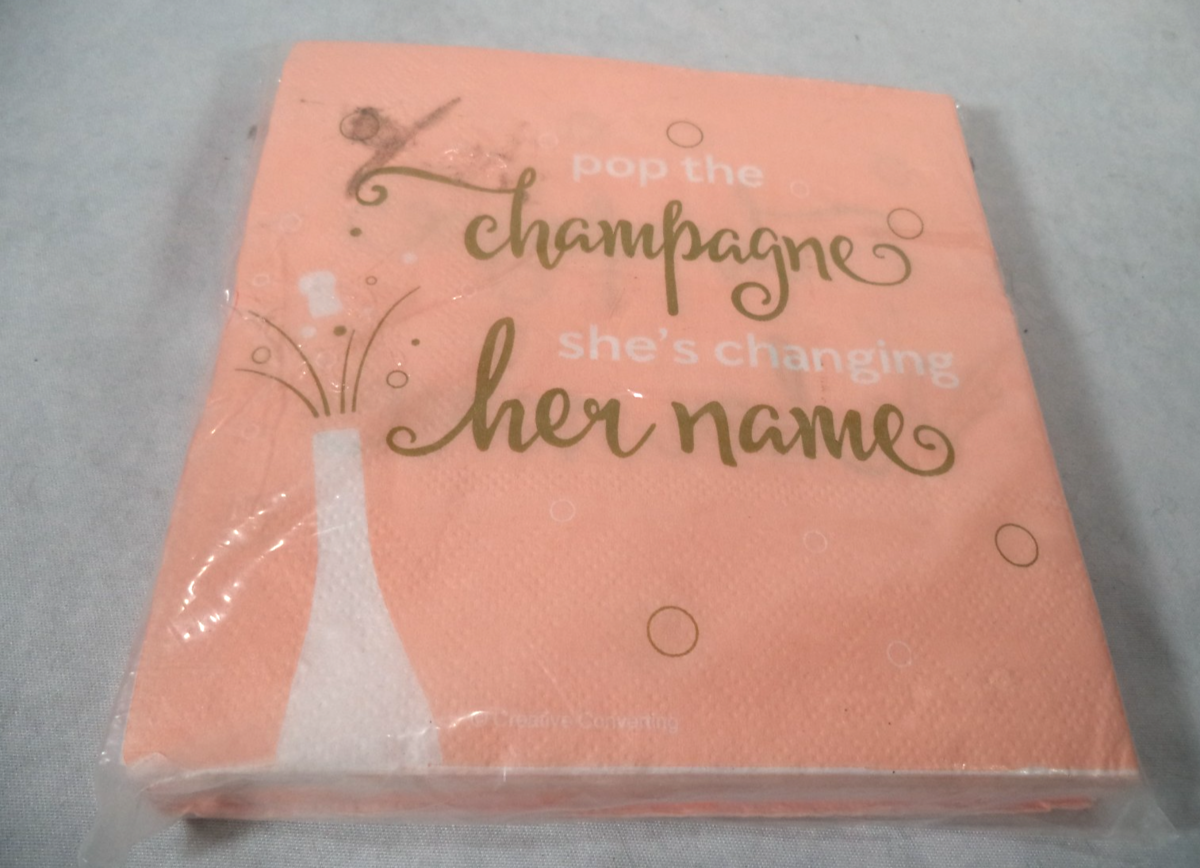 pop the
champagne
she's changing
her name
© Creative Converting